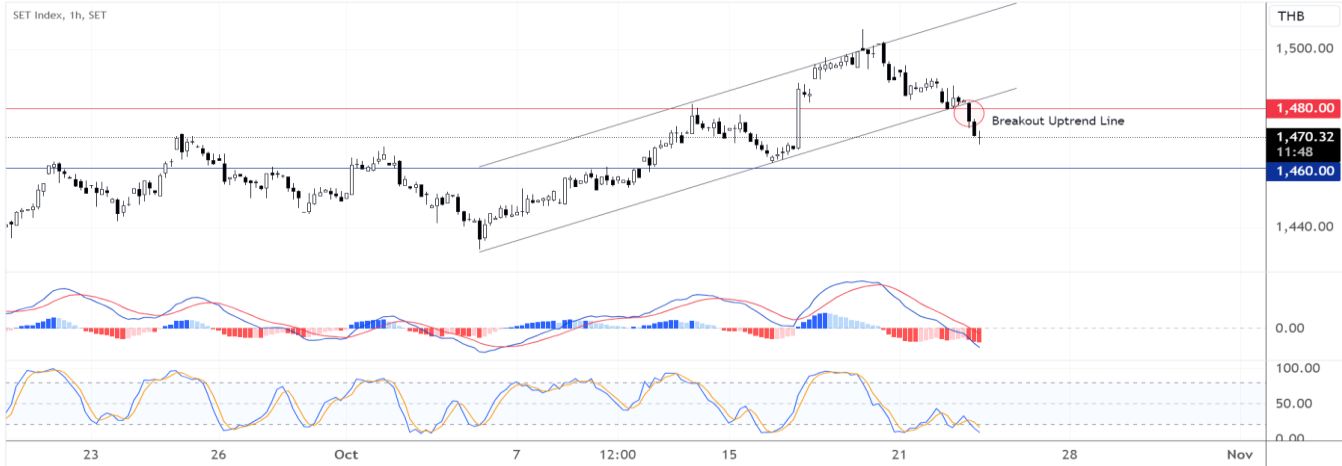 SET Index, 1h, SET
THB
1,500.00
1,480.00
Breakout Uptrend Line
1,470.32
11:48
1,460.00
1,440.00
0.00
100.00
50.00
0.00
23 26 Oct 7 12:00 15 21 28 Nov